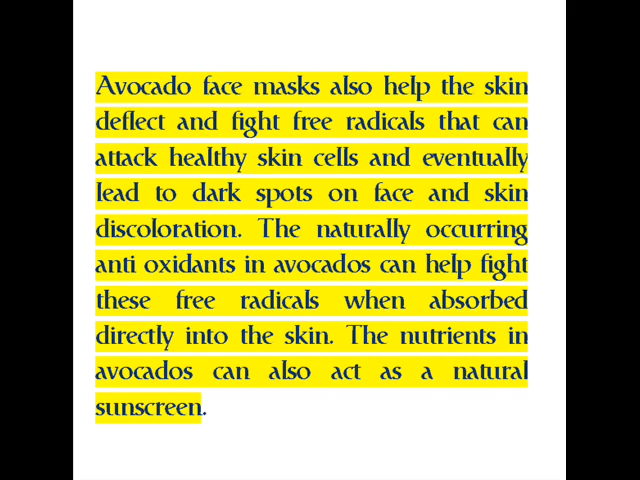 Avocado face masks also help the skin
deflect and fight free radicals that can
attack healthy skin cells and eventually
lead to dark spots on face and skin
discoloration. The naturally occurring
anti oxidants in avocados can help fight
these free radicals when absorbed
directly into the skin. The nutrients in
avocados can also act as a natural
sunscreen.